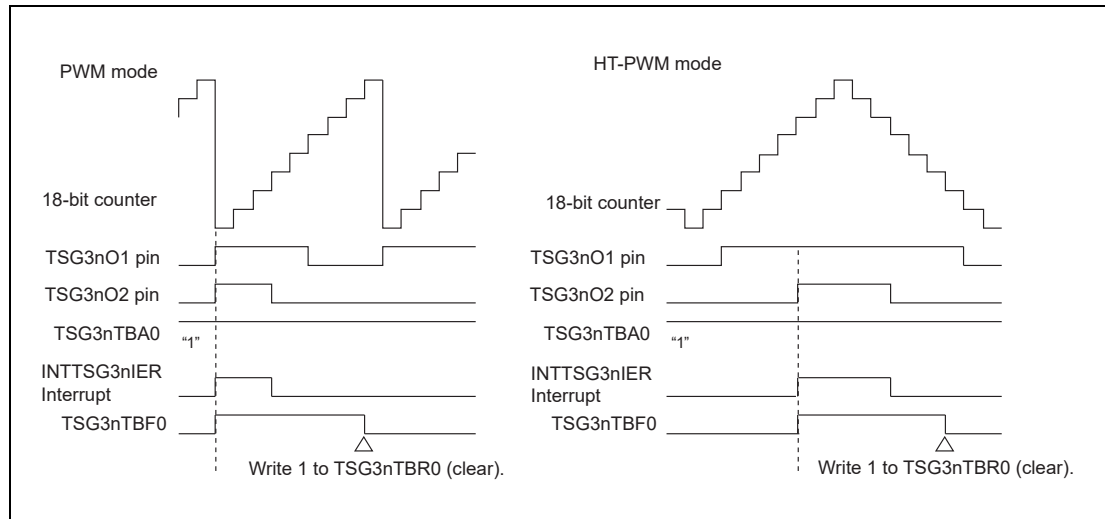 PWM mode
18-bit counter
TSG3nO1 pin
TSG3nO2 pin
TSG3nTBA0
“1”
INTTSG3nIER
Interrupt
TSG3nTBF0
Write 1 to TSG3nTBR0 (clear).
HT-PWM mode
18-bit counter
TSG3nO1 pin
TSG3nO2 pin
TSG3nTBA0
“1”
INTTSG3nIER
Interrupt
TSG3nTBF0
Write 1 to TSG3nTBR0 (clear).